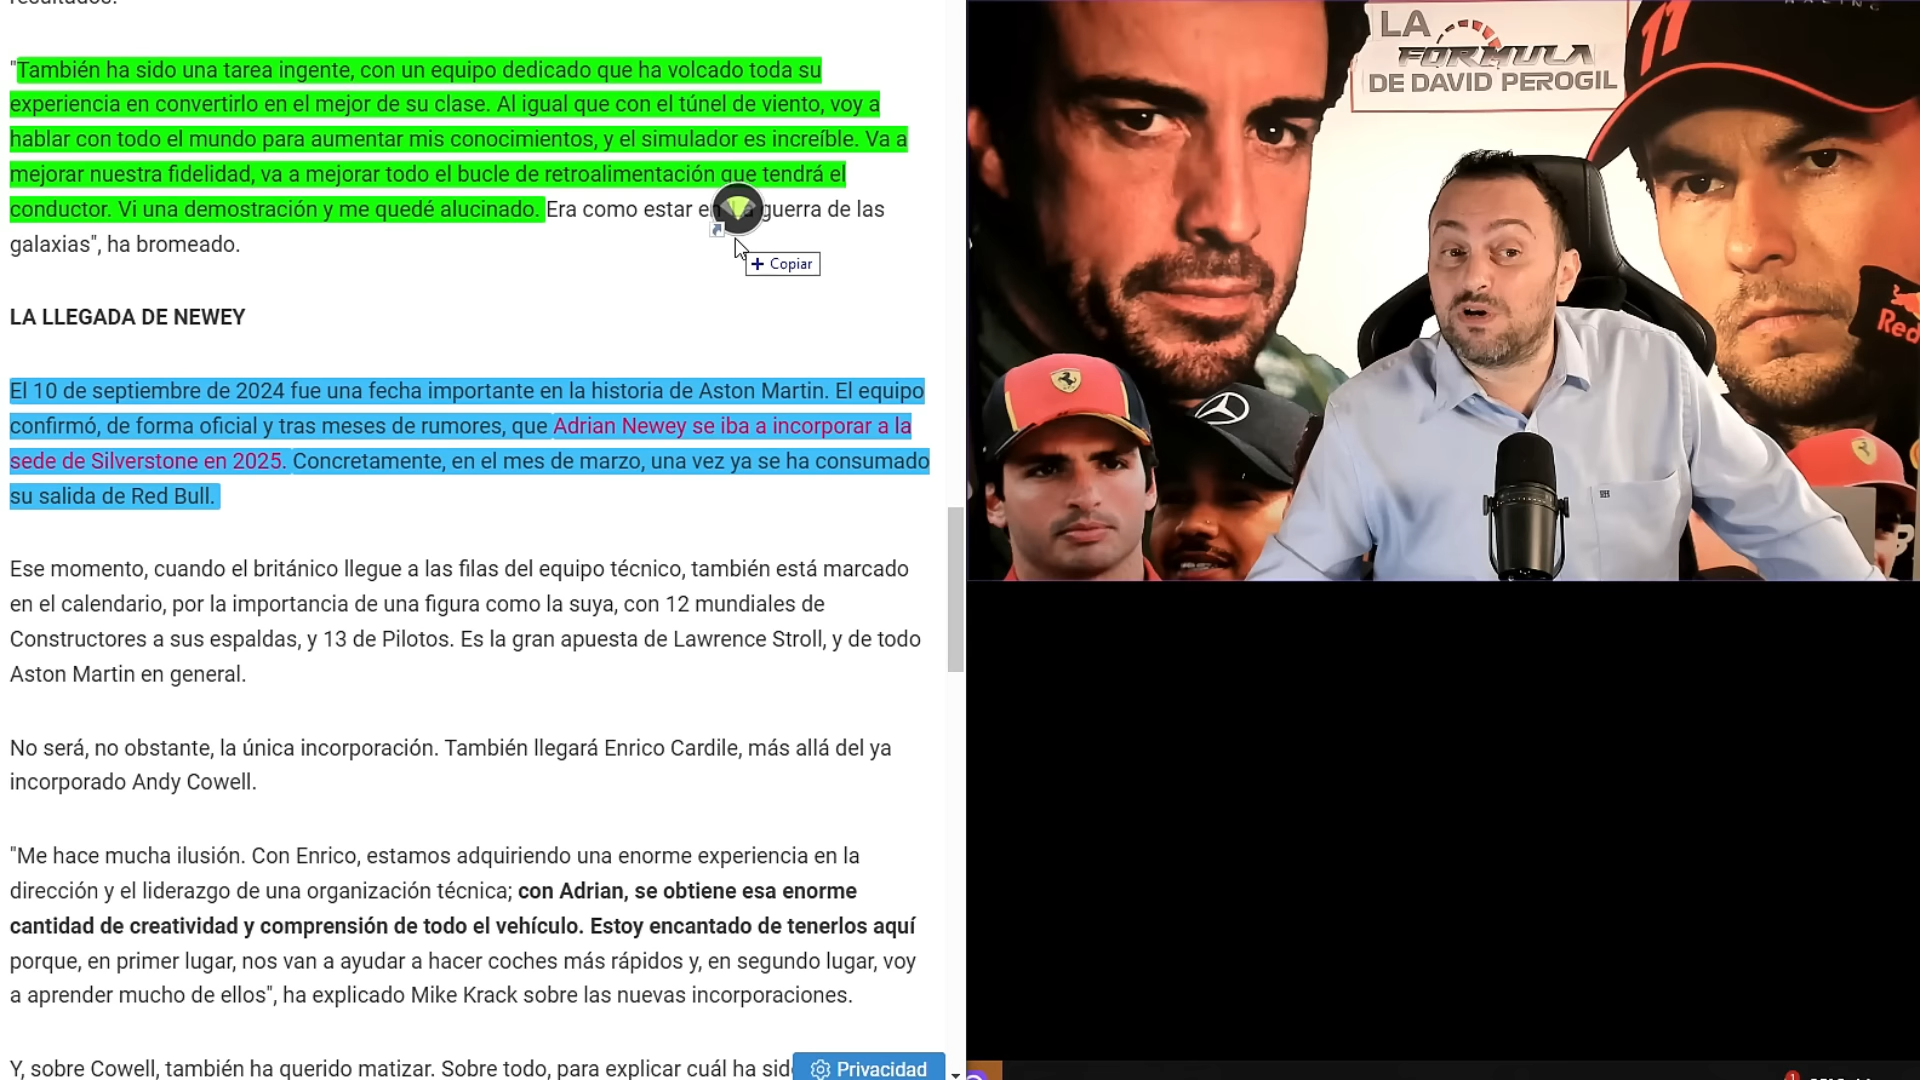 resultados.
"También ha sido una tarea ingente, con un equipo dedicado que ha volcado toda su
experiencia en convertirlo en el mejor de su clase. Al igual que con el túnel de viento, voy a
hablar con todo el mundo para aumentar mis conocimientos, y el simulador es increíble. Va a
mejorar nuestra fidelidad, va a mejorar todo el bucle de retroalimentación que tendrá el
conductor. Vi una demostración y me quedé alucinado. Era como estar en guerra de las
galaxias", ha bromeado.
Copiar
LA LLEGADA DE NEWEY
El 10 de septiembre de 2024 fue una fecha importante en la historia de Aston Martin. El equipo
confirmó, de forma oficial y tras meses de rumores, que Adrian Newey se iba a incorporar a la
sede de Silverstone en 2025. Concretamente, en el mes de marzo, una vez ya se ha consumado
su salida de Red Bull.
Ese momento, cuando el británico llegue a las filas del equipo técnico, también está marcado
en el calendario, por la importancia de una figura como la suya, con 12 mundiales de
Constructores a sus espaldas, y 13 de Pilotos. Es la gran apuesta de Lawrence Stroll, y de todo
Aston Martin en general.
No será, no obstante, la única incorporación. También llegará Enrico Cardile, más allá del ya
incorporado Andy Cowell.
"Me hace mucha ilusión. Con Enrico, estamos adquiriendo una enorme experiencia en la
dirección y el liderazgo de una organización técnica; con Adrian, se obtiene esa enorme
cantidad de creatividad y comprensión de todo el vehículo. Estoy encantado de tenerlos aquí
porque, en primer lugar, nos van a ayudar a hacer coches más rápidos y, en segundo lugar, voy
a aprender mucho de ellos", ha explicado Mike Krack sobre las nuevas incorporaciones.
Y, sobre Cowell, también ha querido matizar. Sobre todo, para explicar cuál ha sid
Privacidad
LA
FORMULA
DE DAVID PEROGIL
11
Red